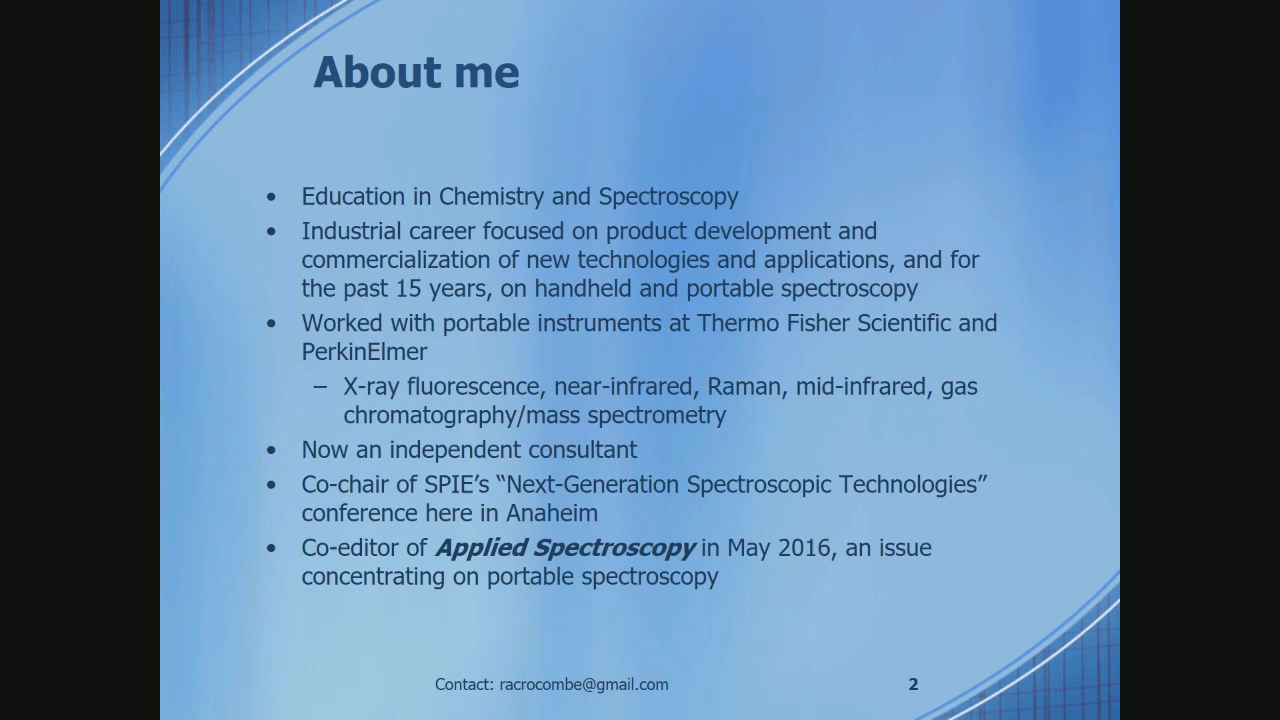 About me
• Education in Chemistry and Spectroscopy
• Industrial career focused on product development and
commercialization of new technologies and applications, and for
the past 15 years, on handheld and portable spectroscopy
• Worked with portable instruments at Thermo Fisher Scientific and
PerkinElmer
– X-ray fluorescence, near-infrared, Raman, mid-infrared, gas
chromatography/mass spectrometry
• Now an independent consultant
• Co-chair of SPIE’s “Next-Generation Spectroscopic Technologies”
conference here in Anaheim
• Co-editor of Applied Spectroscopy in May 2016, an issue
concentrating on portable spectroscopy
Contact: racrocombe@gmail.com 2